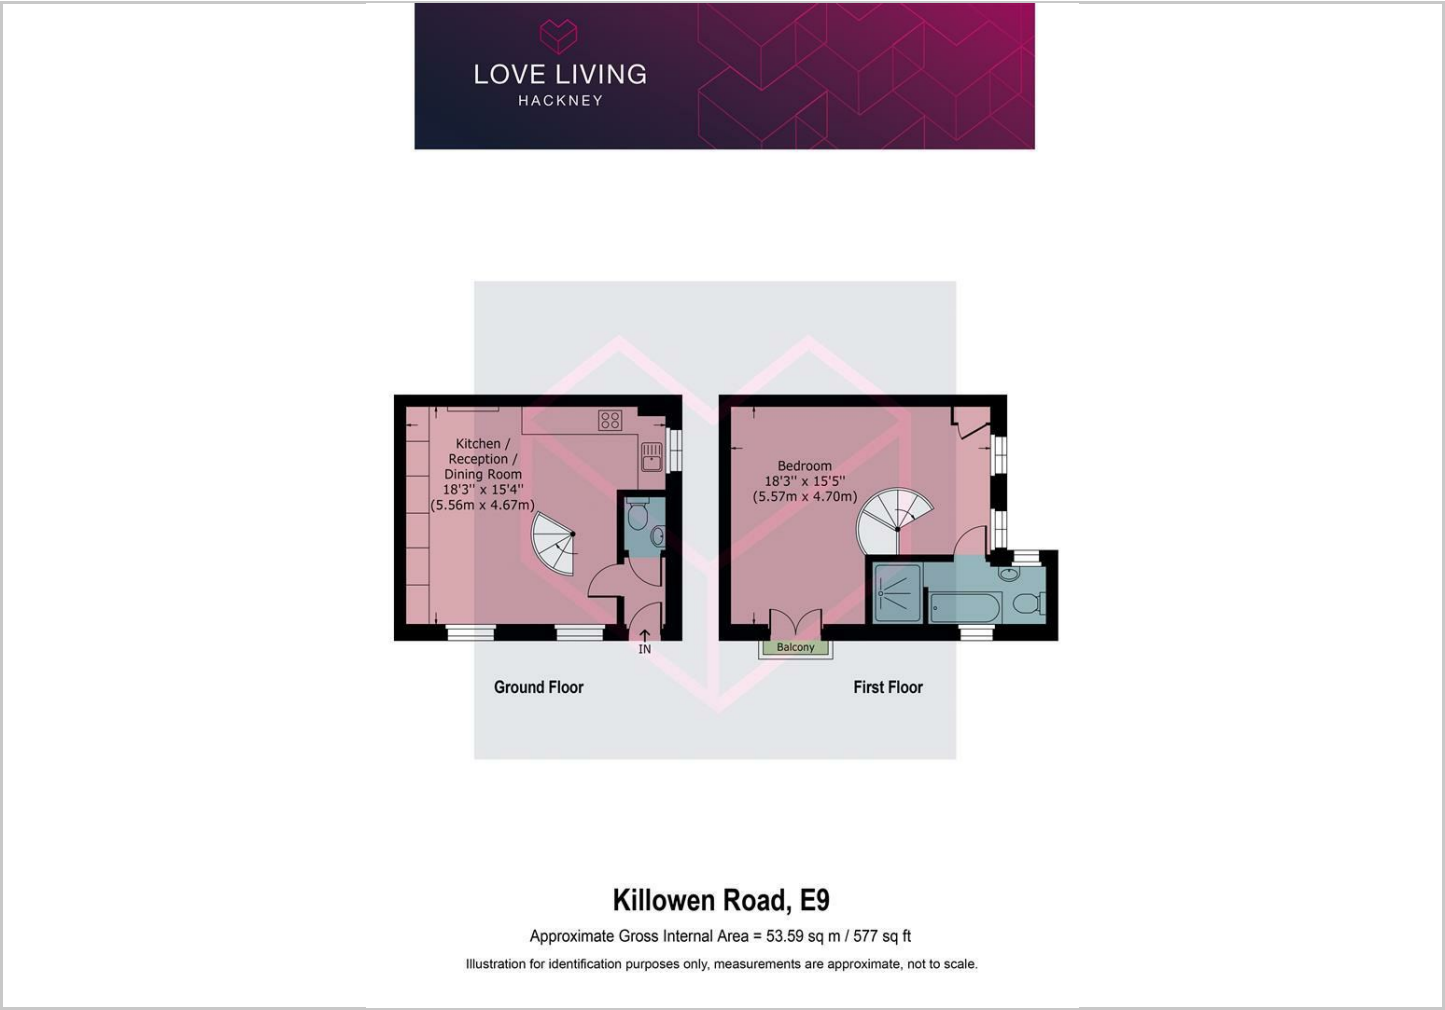 LOVE LIVING
HACKNEY
Kitchen /
Reception /
Dining Room
18'3'' x 15'4''
(5.56m x 4.67m)
IN
Ground Floor
Bedroom
18'3'' x 15'5''
(5.57m x 4.70m)
Balcony
First Floor
Killowen Road, E9
Approximate Gross Internal Area = 53.59 sq m / 577 sq ft
Illustration for identification purposes only, measurements are approximate, not to scale.